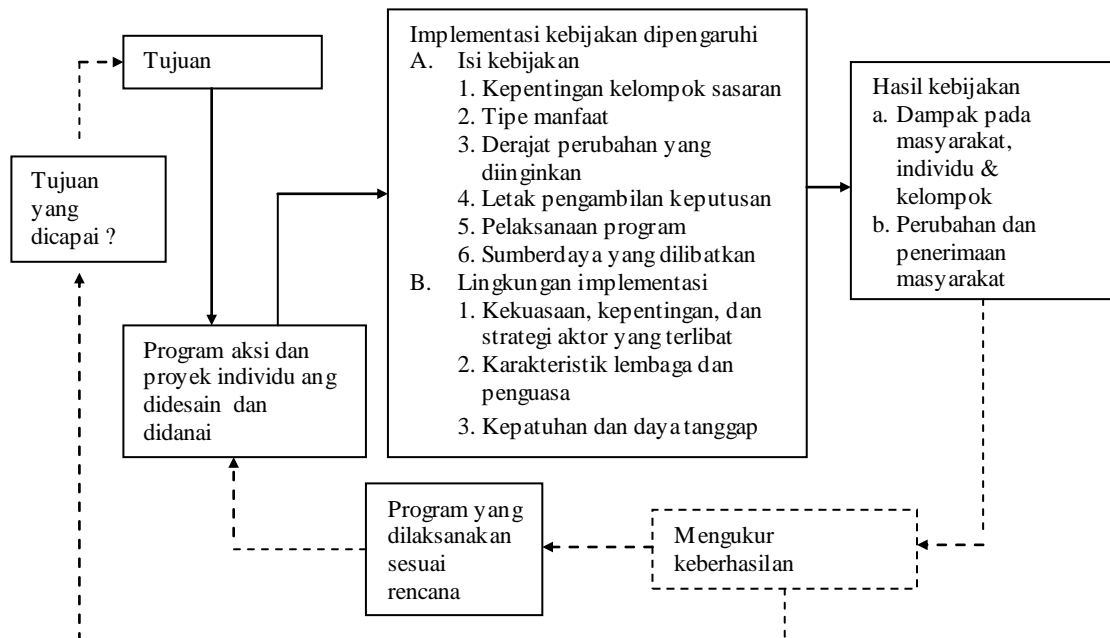 Tujuan
Tujuan
yang
dicapai ?
Program aksi dan
proyek individu ang
didesain dan
didanai
Implementasi kebijakan dipengaruhi
A. Isi kebijakan
1. Kepentingan kelompok sasaran
2. Tipe manfaat
3. Derajat perubahan yang
diinginkan
4. Letak pengambilan keputusan
5. Pelaksanaan program
6. Sumberdaya yang dilibatkan
B. Lingkungan implementasi
1. Kekuasaan, kepentingan, dan
strategi aktor yang terlibat
2. Karakteristik lembaga dan
penguasa
3. Kepatuhan dan daya tanggap
Hasil kebijakan
a. Dampak pada
masyarakat,
individu &
kelompok
b. Perubahan dan
penerimaan
masyarakat
Program yang
dilaksanakan
sesuai
rencana
Mengukur
keberhasilan